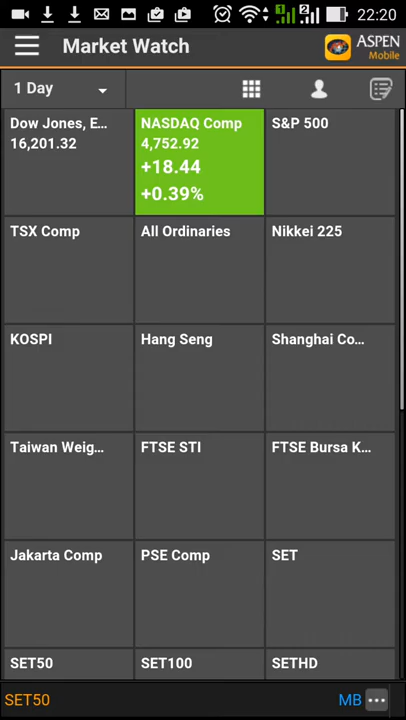 22:20
Market Watch
ASPEN
Mobile
1 Day
Dow Jones, E...
16,201.32
NASDAQ Comp
4,752.92
+18.44
+0.39%
S&P 500
TSX Comp
All Ordinaries
Nikkei 225
KOSPI
Hang Seng
Shanghai Co...
Taiwan Weig...
FTSE STI
FTSE Bursa K...
Jakarta Comp
PSE Comp
SET
SET50
SET100
SETHD
SET50
MB